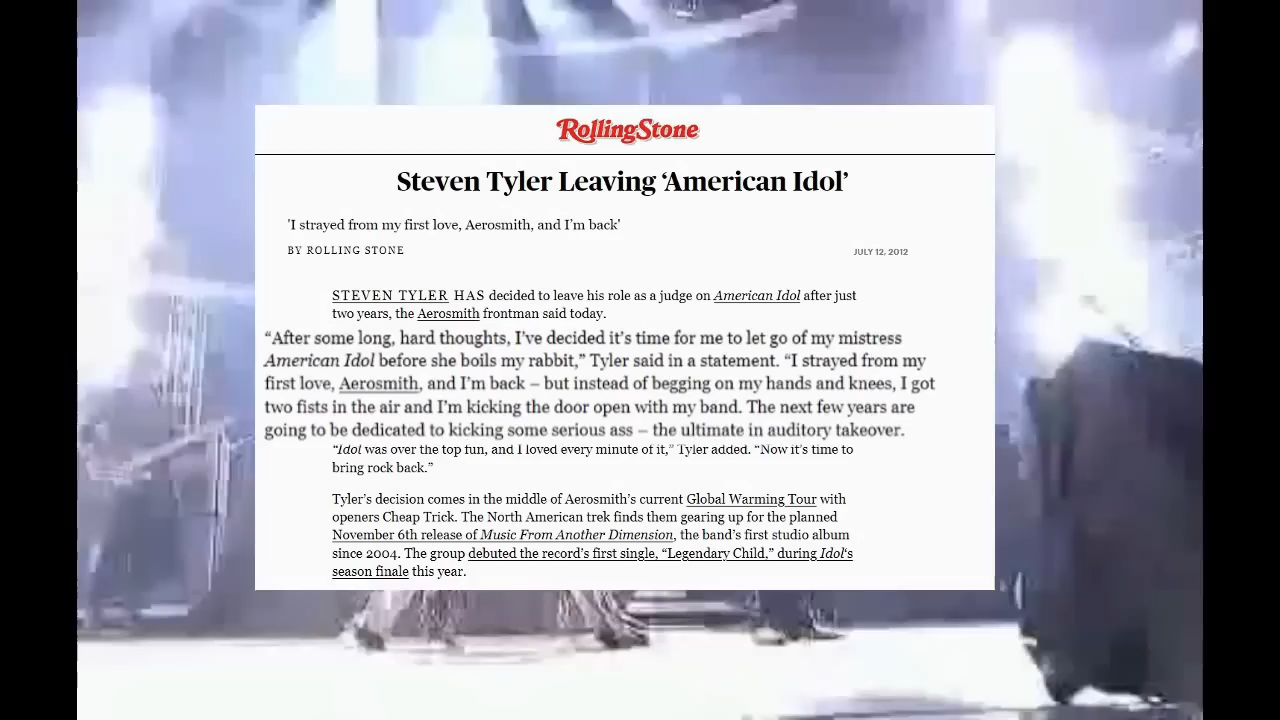 RollingStone
Steven Tyler Leaving ‘American Idol’
'I strayed from my first love, Aerosmith, and I’m back'
BY ROLLING STONE
JULY 12, 2012
STEVEN TYLER HAS decided to leave his role as a judge on American Idol after just
two years, the Aerosmith frontman said today.
“After some long, hard thoughts, I’ve decided it’s time for me to let go of my mistress
American Idol before she boils my rabbit,” Tyler said in a statement. “I strayed from my
first love, Aerosmith, and I’m back – but instead of begging on my hands and knees, I got
two fists in the air and I’m kicking the door open with my band. The next few years are
going to be dedicated to kicking some serious ass – the ultimate in auditory takeover.
“Idol was over the top fun, and I loved every minute of it,” Tyler added. “Now it’s time to
bring rock back.”
Tyler’s decision comes in the middle of Aerosmith’s current Global Warming Tour with
openers Cheap Trick. The North American trek finds them gearing up for the planned
November 6th release of Music From Another Dimension, the band’s first studio album
since 2004. The group debuted the record’s first single, “Legendary Child,” during Idol‘s
season finale this year.